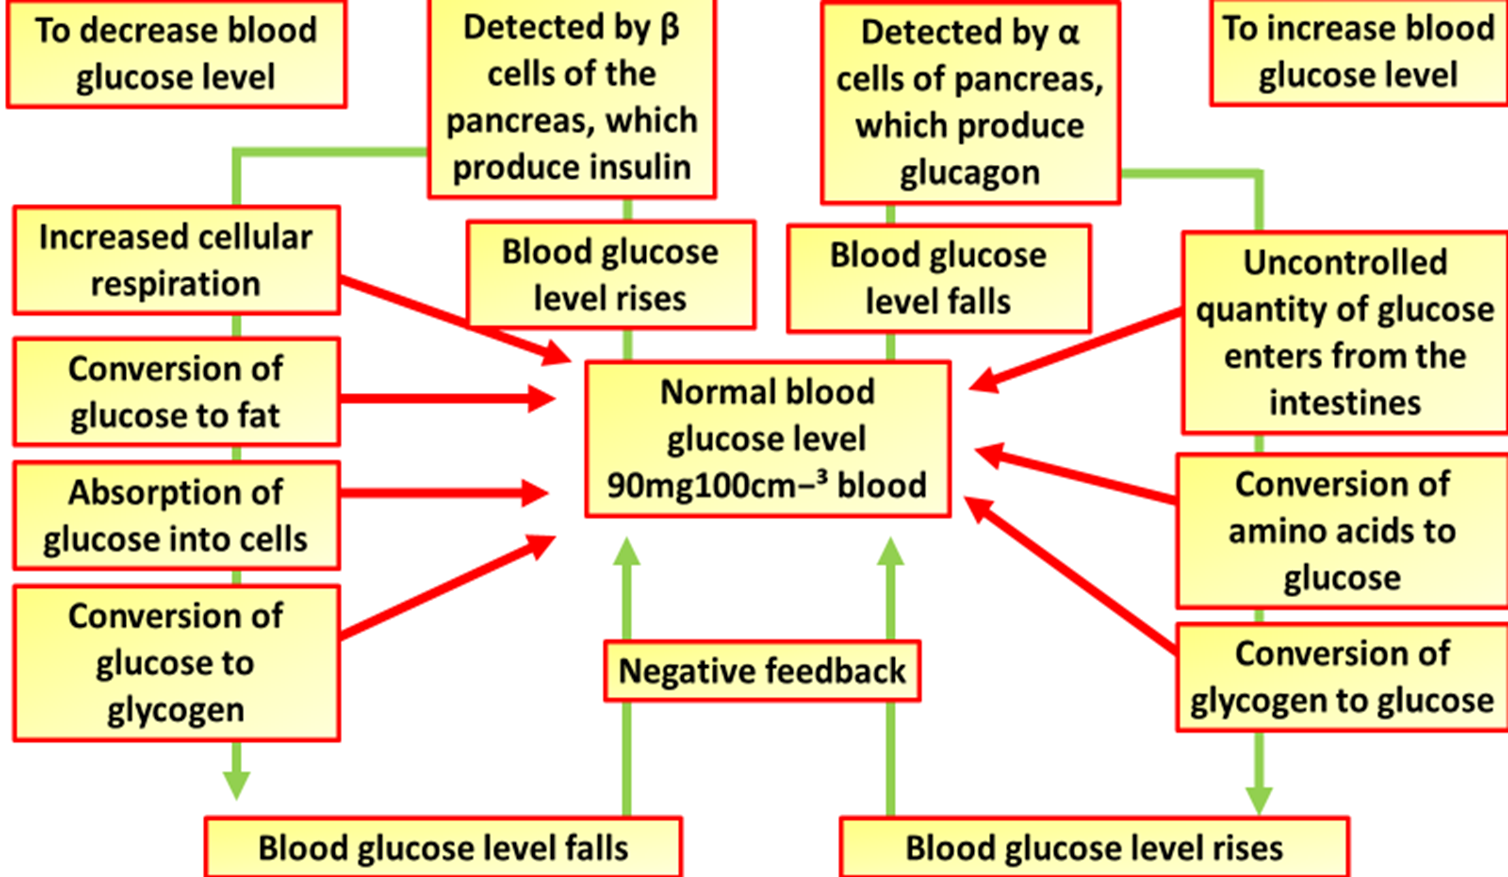 To decrease blood
glucose level
Detected by β
cells of the
pancreas, which
produce insulin
Detected by α
cells of pancreas,
which produce
glucagon
To increase blood
glucose level
Increased cellular
respiration
Blood glucose
level rises
Blood glucose
level falls
Uncontrolled
quantity of glucose
enters from the
intestines
Conversion of
glucose to fat
Normal blood
glucose level
90mg100cm−³ blood
Absorption of
glucose into cells
Conversion of
amino acids to
glucose
Conversion of
glucose to
glycogen
Negative feedback
Conversion of
glycogen to glucose
Blood glucose level falls
Blood glucose level rises